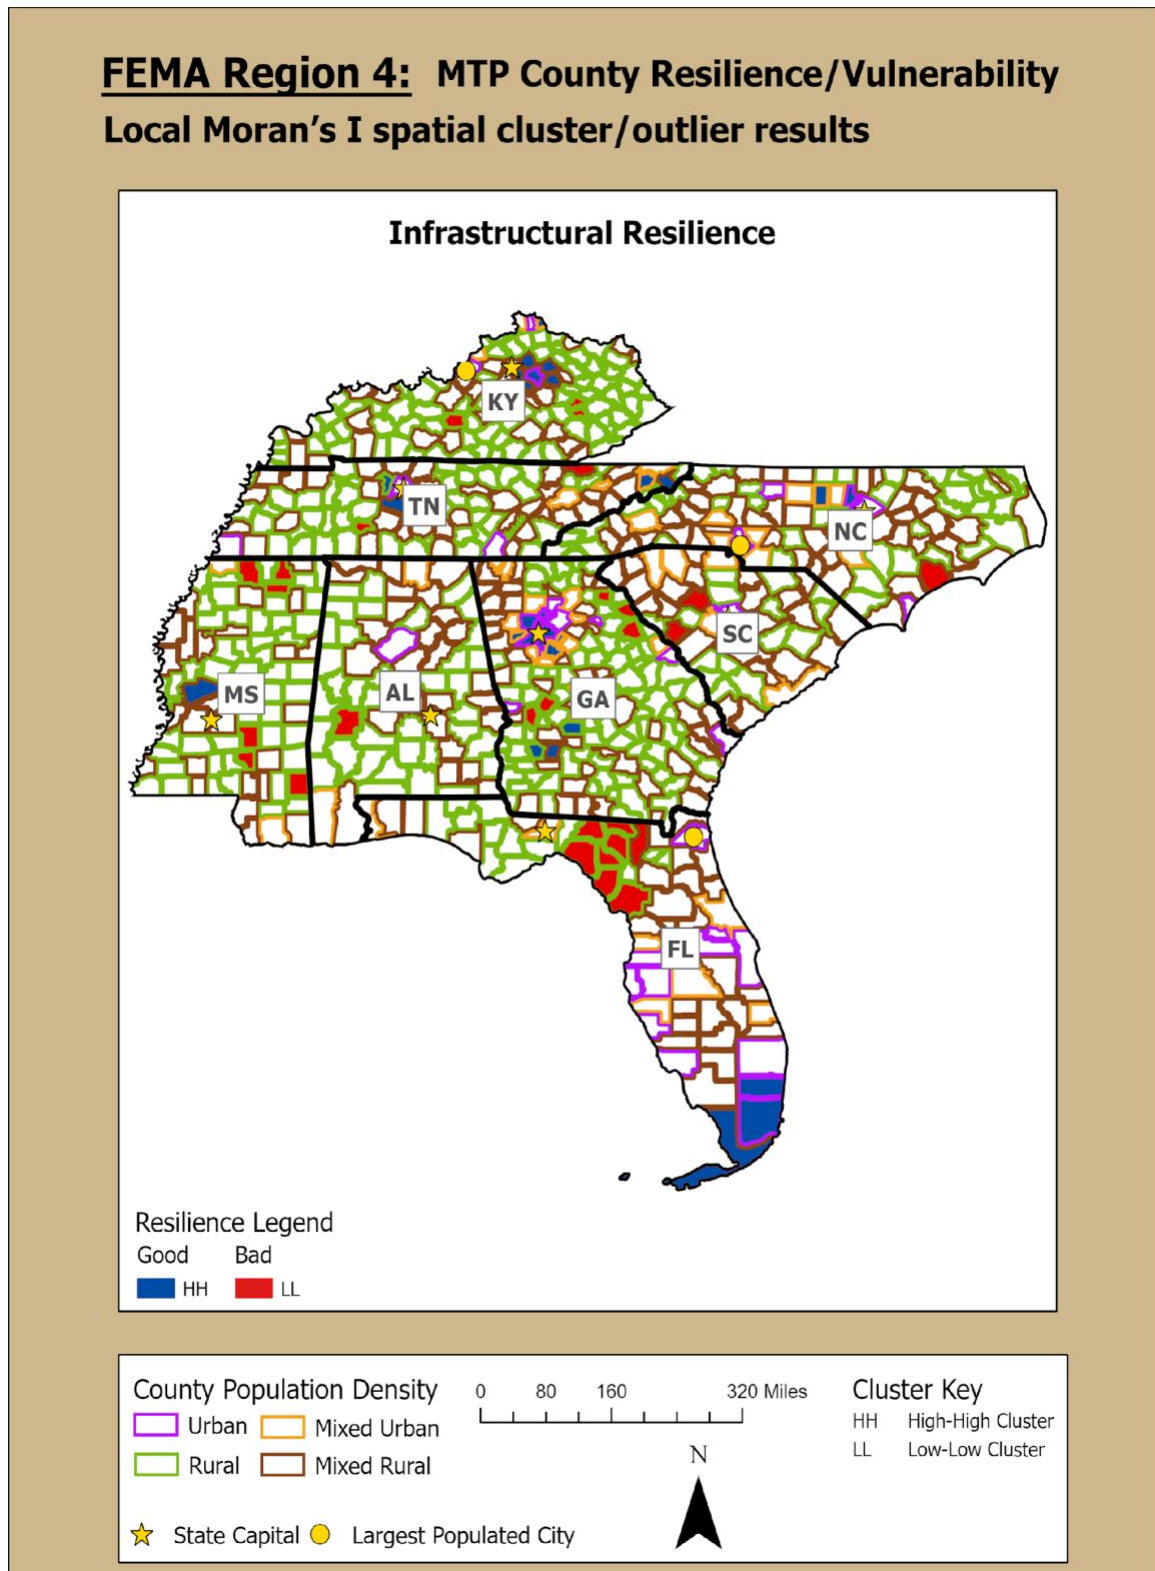 FEMA Region 4: MTP County Resilience/Vulnerability
Local Moran's I spatial cluster/outlier results
Infrastructural Resilience
KY
TN
NC
SC
MS
AL
GA
FL
Resilience Legend
Good Bad
HH LL
County Population Density
Urban Mixed Urban
Rural Mixed Rural
State Capital Largest Populated City
0 80 160 320 Miles
N
Cluster Key
HH High-High Cluster
LL Low-Low Cluster